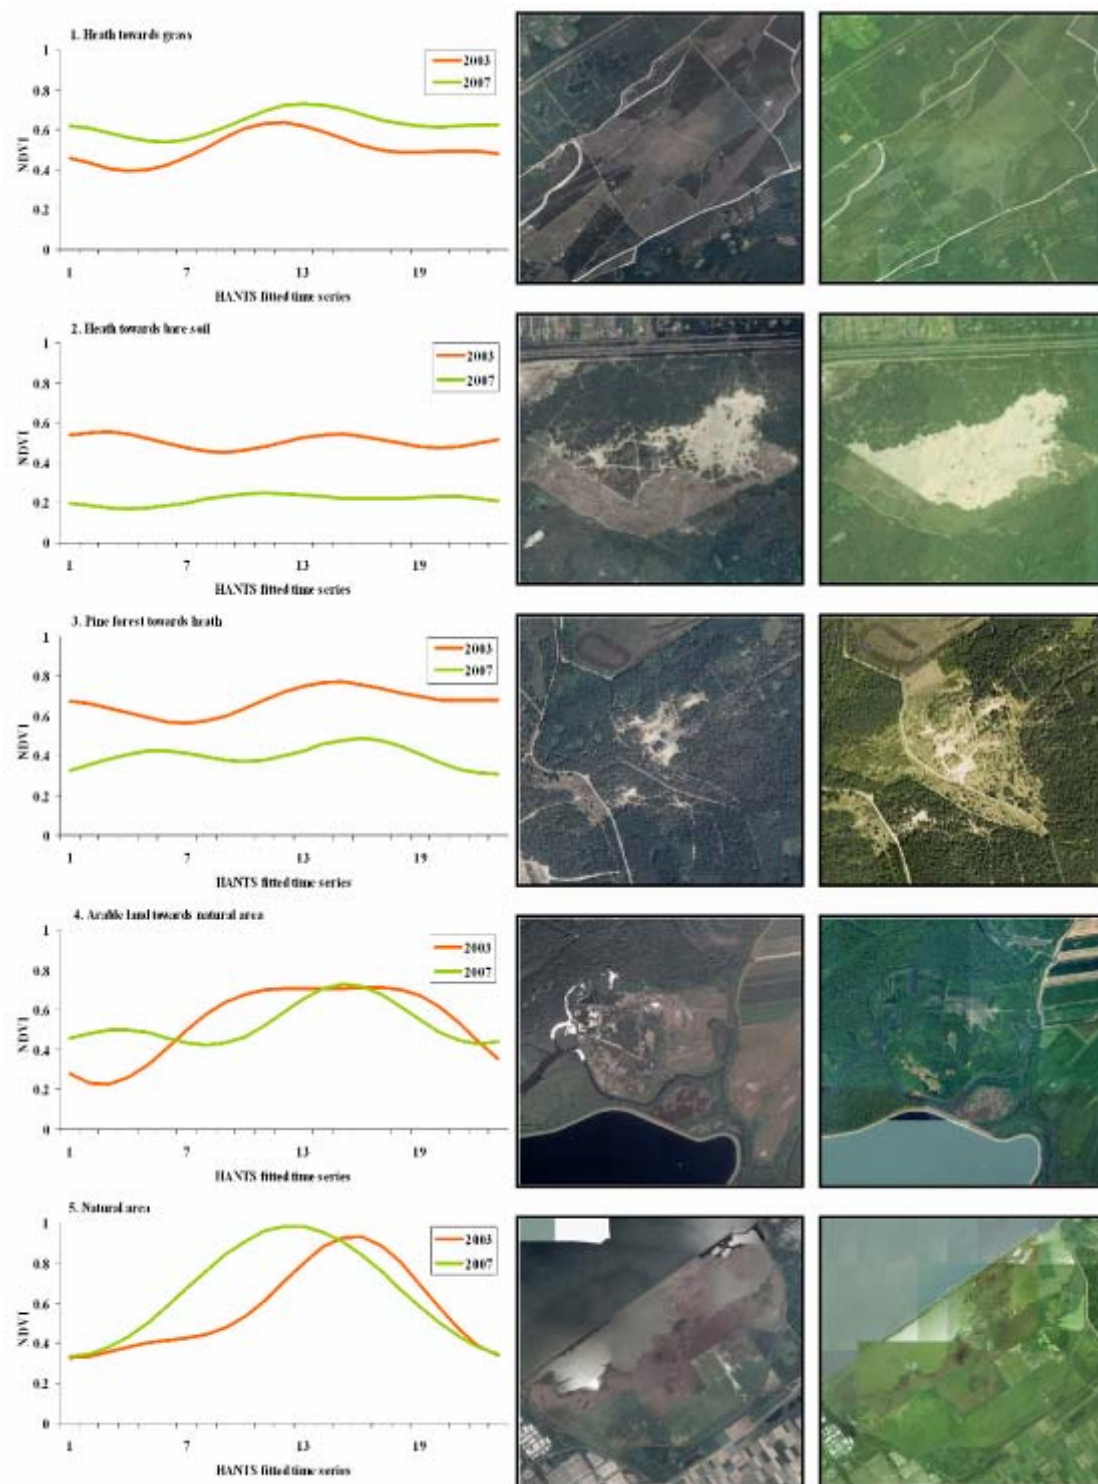 1. Heath towards grass
1
2003
2007
0.8
0.6
NDVI
0.4
0.2
0
1 7 13 19
HANTS fitted time series
2. Heath towards bare soil
1
2003
2007
0.8
0.6
NDVI
0.4
0.2
0
1 7 13 19
HANTS fitted time series
3. Pine forest towards heath
1
2003
2007
0.8
0.6
NDVI
0.4
0.2
0
1 7 13 19
HANTS fitted time series
4. Arable land towards natural area
1
2003
2007
0.8
0.6
NDVI
0.4
0.2
0
1 7 13 19
HANTS fitted time series
5. Natural area
1
2003
2007
0.8
0.6
NDVI
0.4
0.2
0
1 7 13 19
HANTS fitted time series